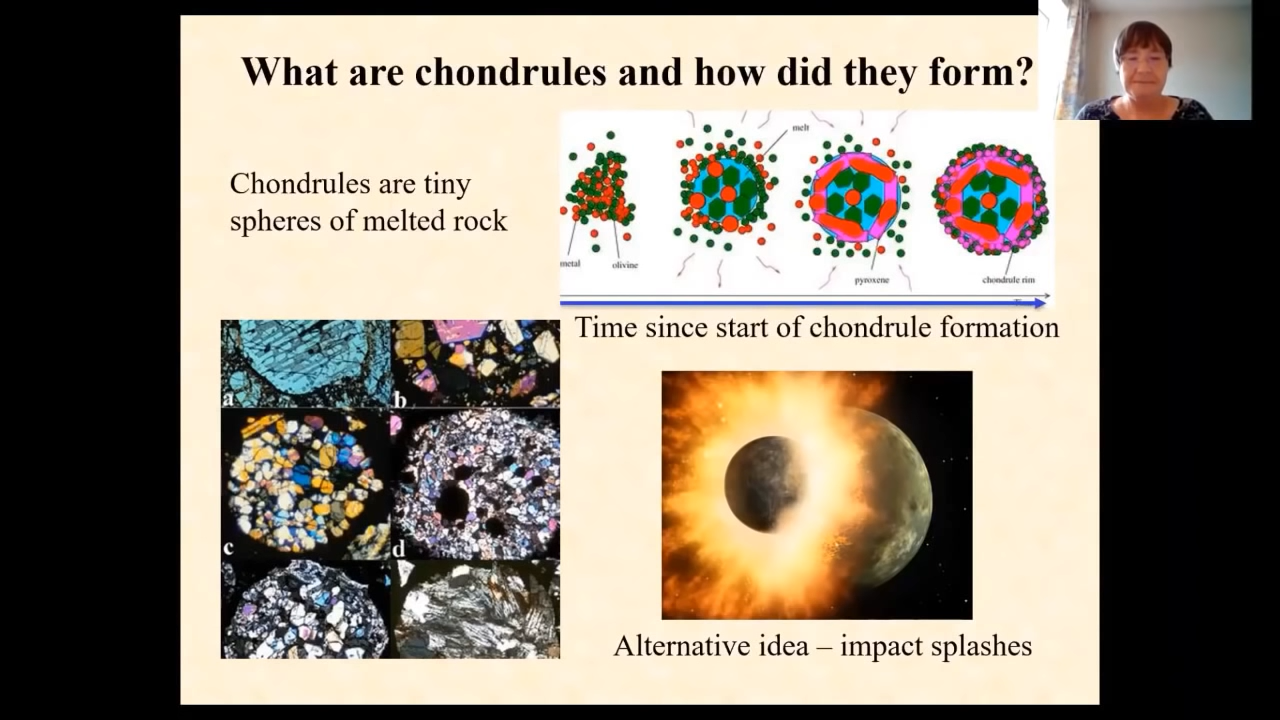 What are chondrules and how did they form?
Chondrules are tiny
spheres of melted rock
melt
metal
olivine
pyroxene
chondrule rim
Time since start of chondrule formation
a
b
c
d
Alternative idea – impact splashes